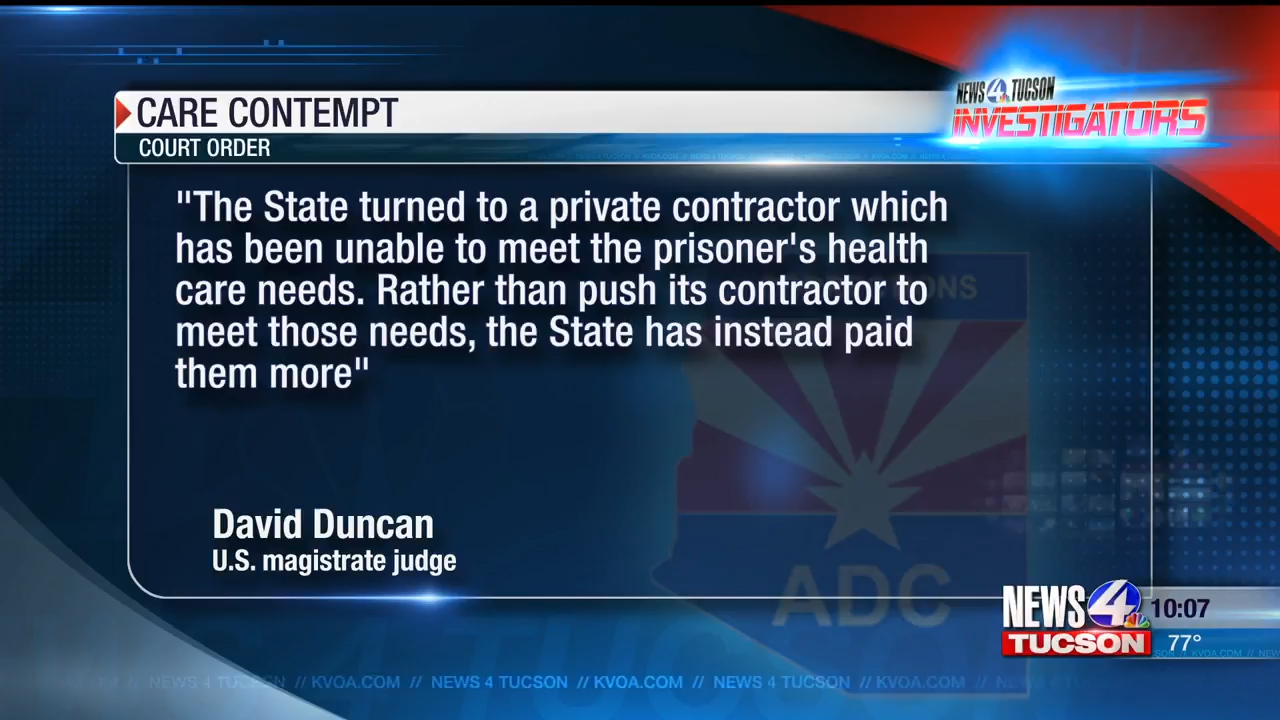 CARE CONTEMPT
COURT ORDER
NEWS 4 TUCSON
INVESTIGATORS
"The State turned to a private contractor which
has been unable to meet the prisoner's health
care needs. Rather than push its contractor to
meet those needs, the State has instead paid
them more"
David Duncan
U.S. magistrate judge
ADC
NEWS 4
TUCSON
10:07
77°
NEWS 4 TUCSON // KVOA.COM // NEWS 4 TUCSON // KVOA.COM // NEWS 4 TUCSON // KVOA.COM